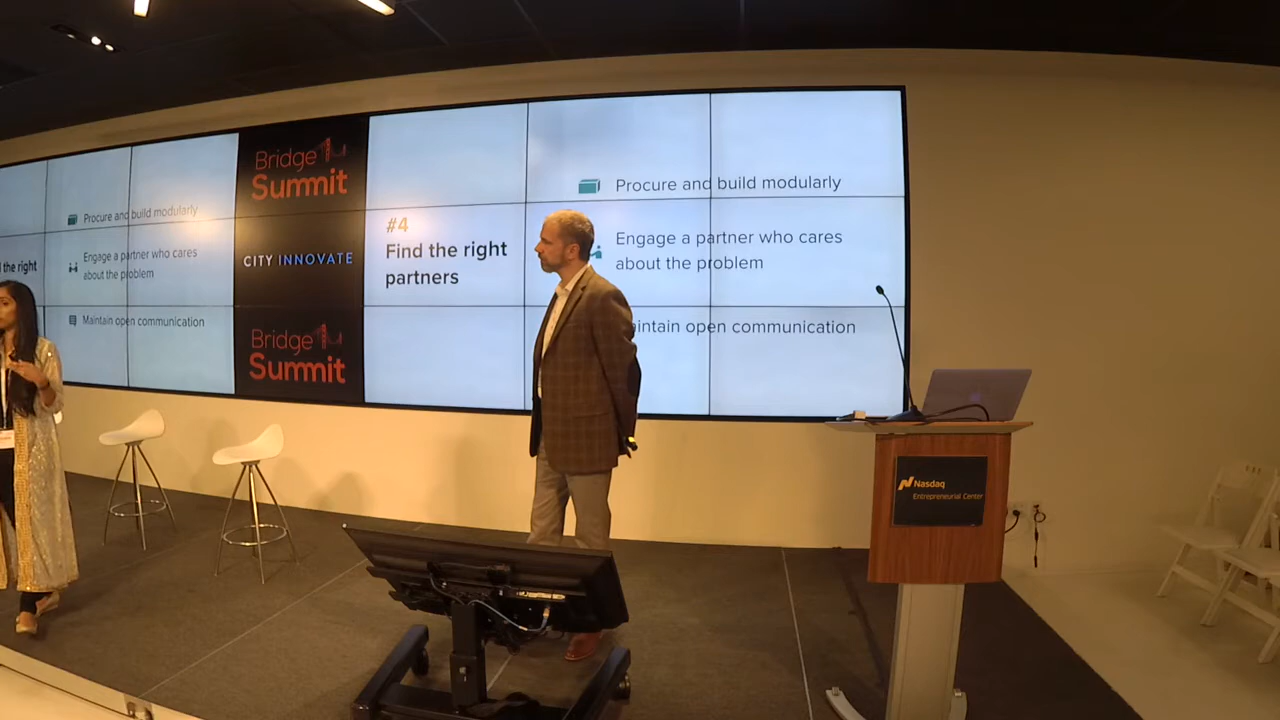 the right
Procure and build modularly
Engage a partner who cares
about the problem
Maintain open communication
Bridge
Summit
CITY INNOVATE
Bridge
Summit
#4
Find the right
partners
Procure and build modularly
Engage a partner who cares
about the problem
aintain open communication
Nasdaq
Entrepreneurial Center